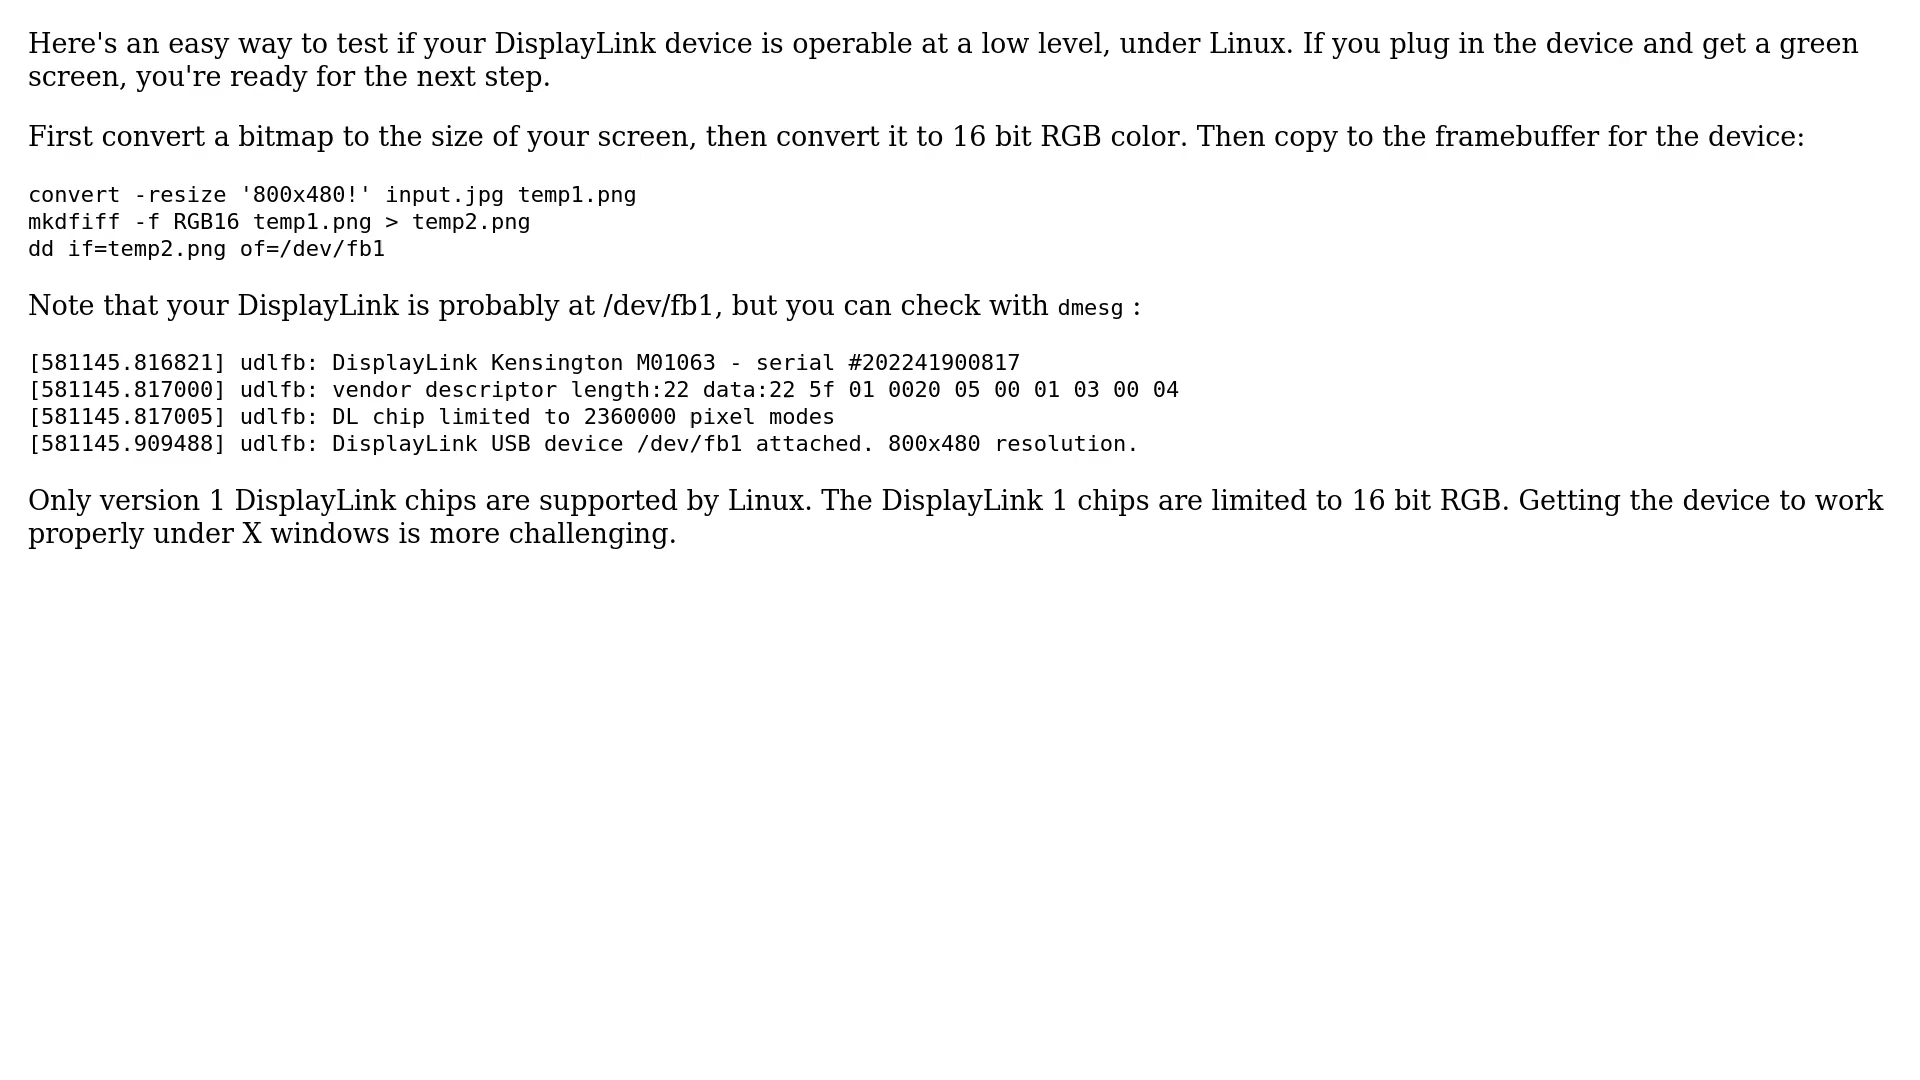 Here's an easy way to test if your DisplayLink device is operable at a low level, under Linux. If you plug in the device and get a green
screen, you're ready for the next step.
First convert a bitmap to the size of your screen, then convert it to 16 bit RGB color. Then copy to the framebuffer for the device:
convert -resize '800x480!' input.jpg temp1.png
mkdfiff -f RGB16 temp1.png > temp2.png
dd if=temp2.png of=/dev/fb1
Note that your DisplayLink is probably at /dev/fb1, but you can check with dmesg :
[581145.816821] udlfb: DisplayLink Kensington M01063 - serial #202241900817
[581145.817000] udlfb: vendor descriptor length:22 data:22 5f 01 0020 05 00 01 03 00 04
[581145.817005] udlfb: DL chip limited to 2360000 pixel modes
[581145.909488] udlfb: DisplayLink USB device /dev/fb1 attached. 800x480 resolution.
Only version 1 DisplayLink chips are supported by Linux. The DisplayLink 1 chips are limited to 16 bit RGB. Getting the device to work
properly under X windows is more challenging.